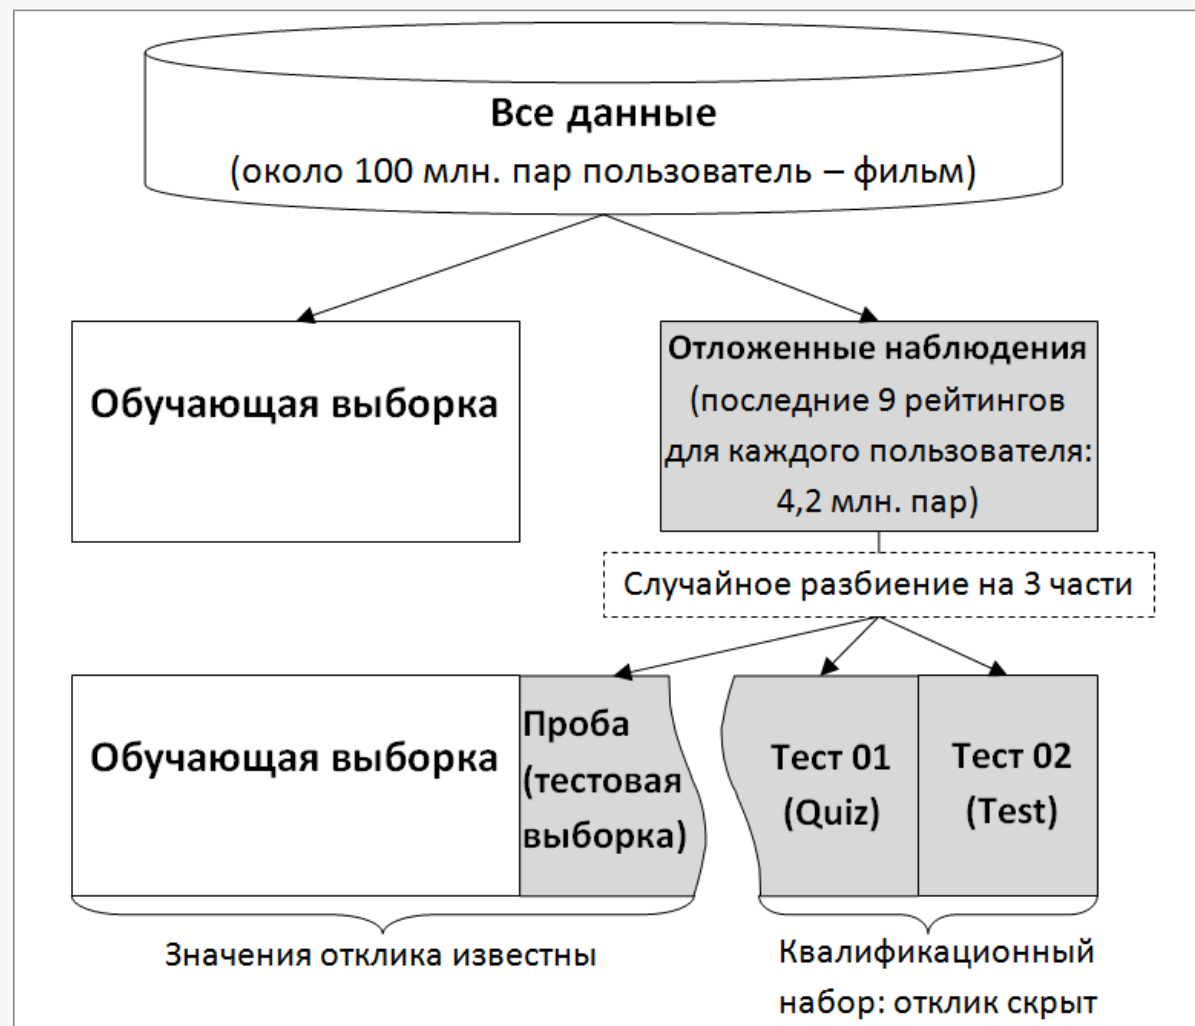 Все данные
(около 100 млн. пар пользователь – фильм)
Обучающая выборка
Отложенные наблюдения
(последние 9 рейтингов
для каждого пользователя:
4,2 млн. пар)
Случайное разбиение на 3 части
Обучающая выборка
Проба
(тестовая
выборка)
Тест 01
(Quiz)
Тест 02
(Test)
Значения отклика известны
Квалификационный
набор: отклик скрыт